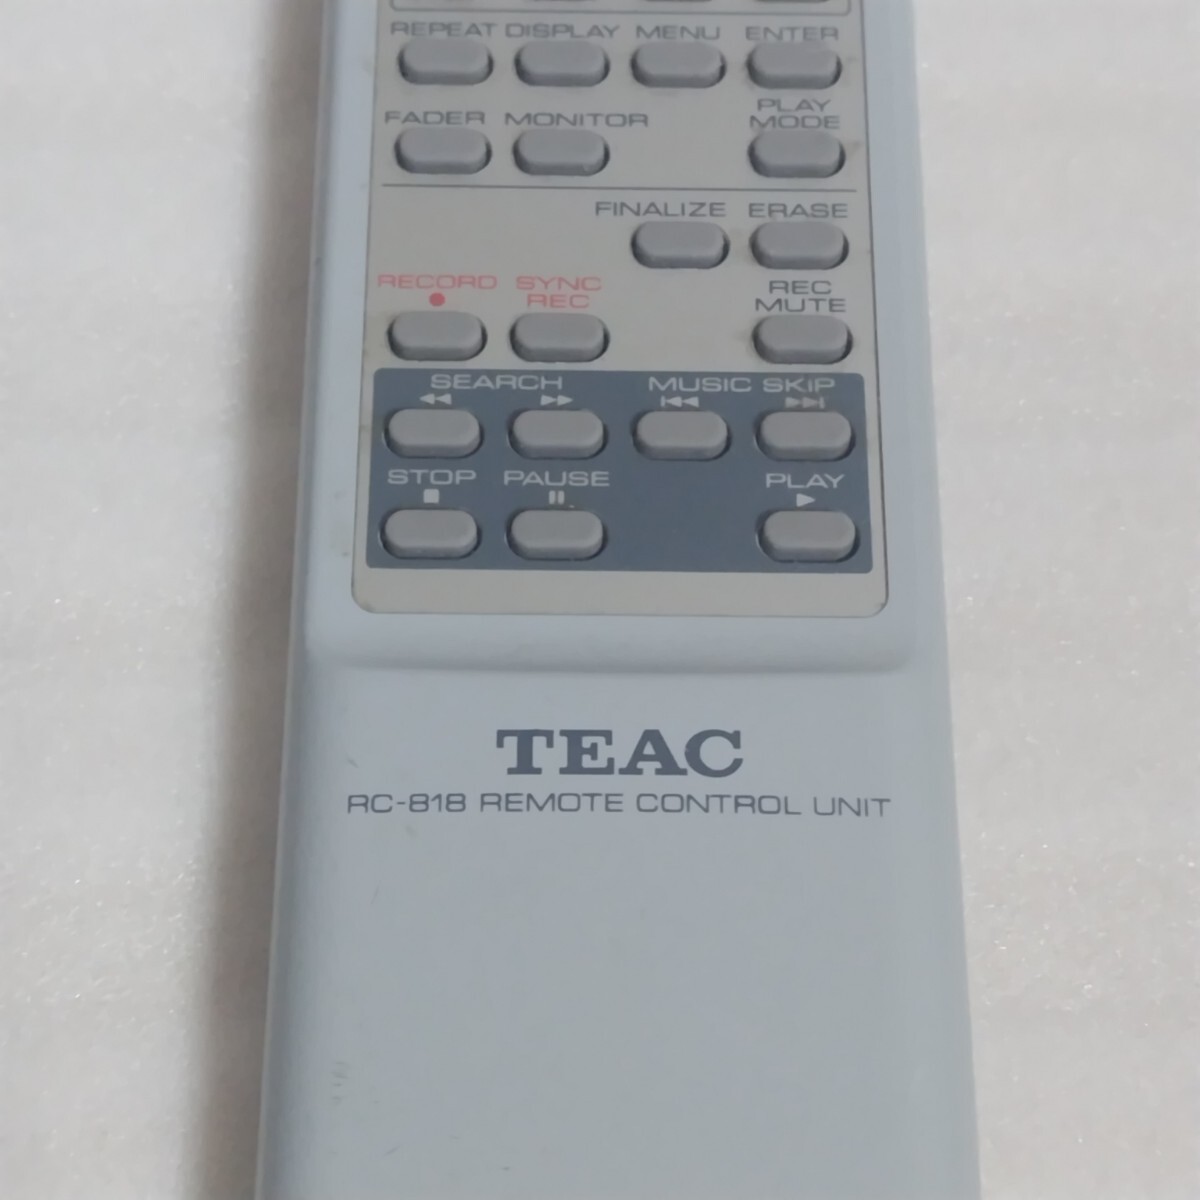 REPEAT DISPLAY MENU ENTER
FADER MONITOR PLAY MODE
FINALIZE ERASE
RECORD SYNC REC REC MUTE
SEARCH MUSIC SKIP
STOP PAUSE PLAY
TEAC
RC-818 REMOTE CONTROL UNIT